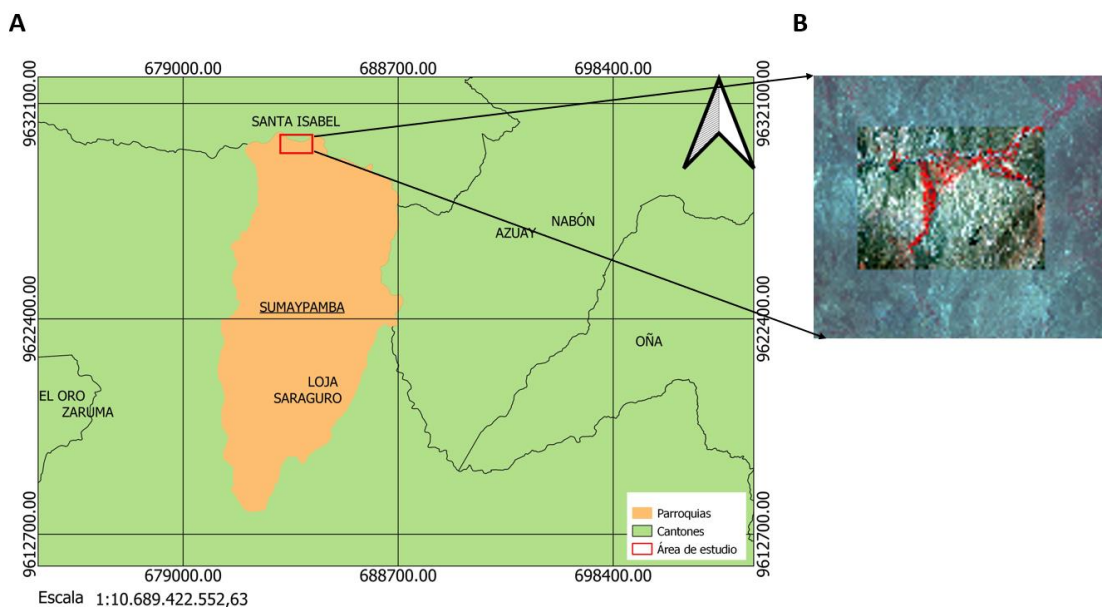 A
B
679000.00
688700.00
698400.00
9632100.00
9632100.00
SANTA ISABEL
NABÓN
AZUAY
SUMAYPAMBA
9622400.00
9622400.00
OÑA
LOJA
SARAGURO
EL ORO
ZARUMA
Parroquias
Cantones
Área de estudio
9612700.00
9612700.00
679000.00
688700.00
698400.00
Escala 1:10.689.422.552,63